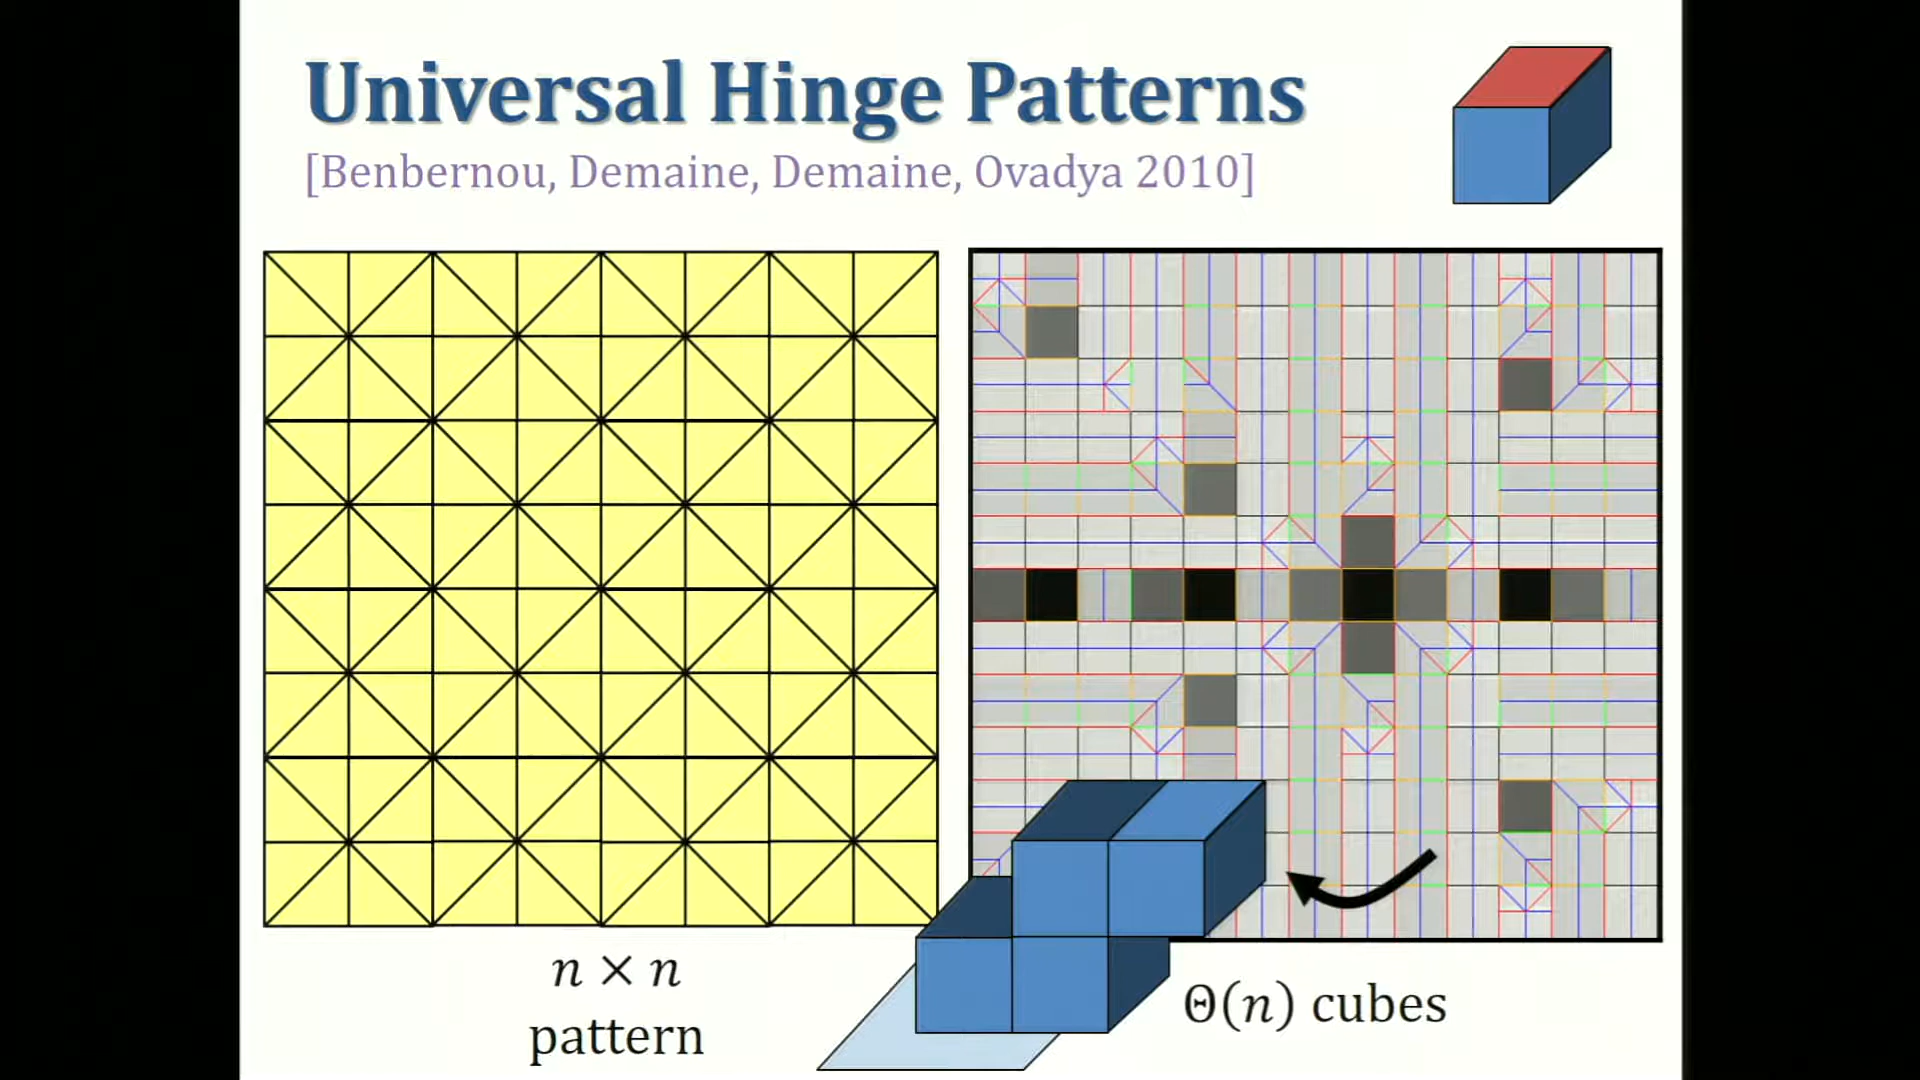 Universal Hinge Patterns
[Benbernou, Demaine, Demaine, Ovadya 2010]
n × n
pattern
Θ(n) cubes